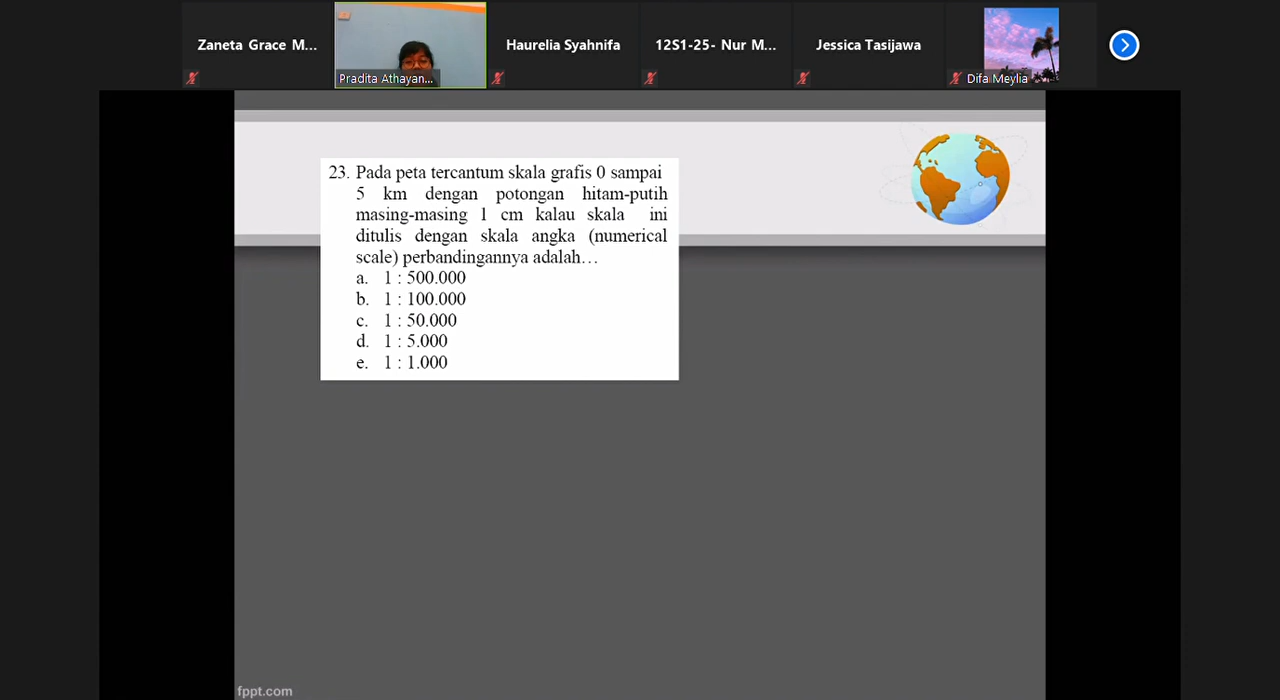 Zaneta Grace M...
Pradita Athayan...
Haurelia Syahnifa
12S1-25- Nur M...
Jessica Tasijawa
Difa Meylia
23. Pada peta tercantum skala grafis 0 sampai
5 km dengan potongan hitam-putih
masing-masing 1 cm kalau skala ini
ditulis dengan skala angka (numerical
scale) perbandingannya adalah…
a. 1 : 500.000
b. 1 : 100.000
c. 1 : 50.000
d. 1 : 5.000
e. 1 : 1.000
fppt.com